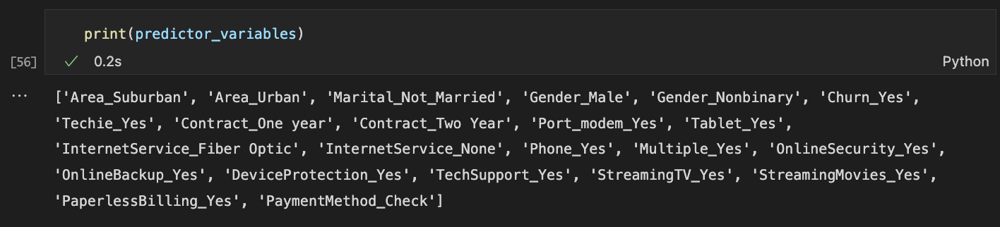 print(predictor_variables)
[56] ✓ 0.2s Python
... ['Area_Suburban', 'Area_Urban', 'Marital_Not_Married', 'Gender_Male', 'Gender_Nonbinary', 'Churn_Yes',
'Techie_Yes', 'Contract_One year', 'Contract_Two Year', 'Port_modem_Yes', 'Tablet_Yes',
'InternetService_Fiber Optic', 'InternetService_None', 'Phone_Yes', 'Multiple_Yes', 'OnlineSecurity_Yes',
'OnlineBackup_Yes', 'DeviceProtection_Yes', 'TechSupport_Yes', 'StreamingTV_Yes', 'StreamingMovies_Yes',
'PaperlessBilling_Yes', 'PaymentMethod_Check']